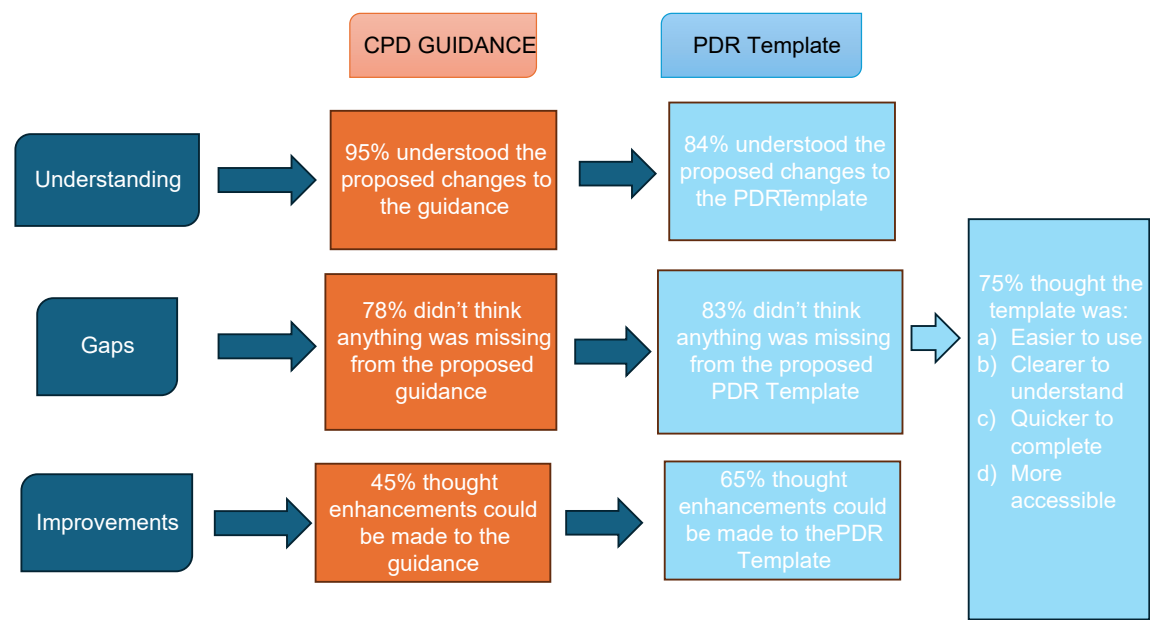 CPD GUIDANCE
PDR Template
Understanding
95% understood the
proposed changes to
the guidance
84% understood the
proposed changes to
the PDRTemplate
Gaps
78% didn’t think
anything was missing
from the proposed
guidance
83% didn’t think
anything was missing
from the proposed
PDR Template
75% thought the
template was:
a) Easier to use
b) Clearer to
understand
c) Quicker to
complete
d) More
accessible
Improvements
45% thought
enhancements could
be made to the
guidance
65% thought
enhancements could
be made to thePDR
Template